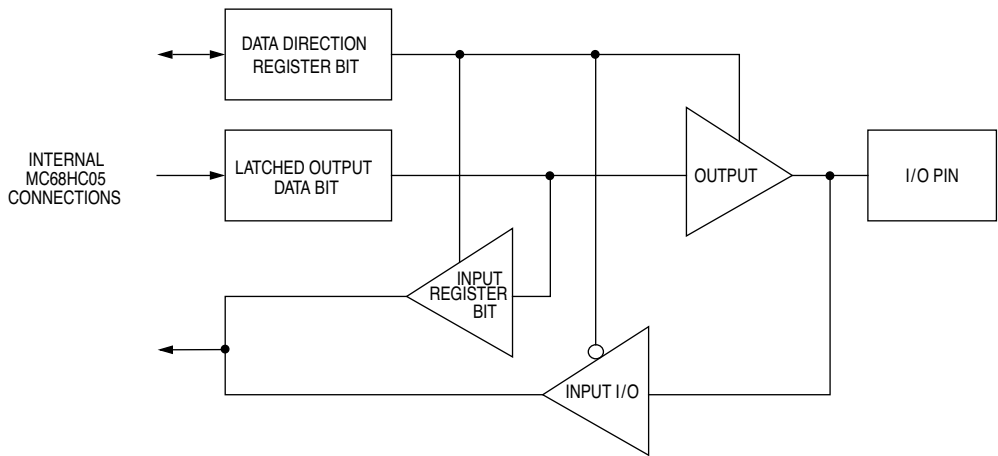 DATA DIRECTION
REGISTER BIT
INTERNAL
MC68HC05
CONNECTIONS
LATCHED OUTPUT
DATA BIT
OUTPUT
I/O PIN
INPUT
REGISTER
BIT
INPUT I/O